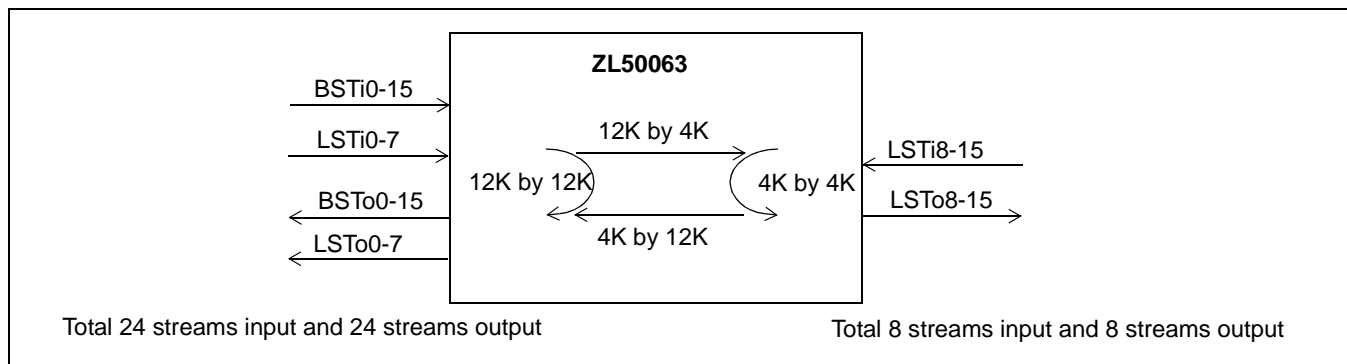 ZL50063
BSTi0-15
LSTi0-7
BSTo0-15
LSTo0-7
12K by 4K
12K by 12K
4K by 4K
4K by 12K
LSTi8-15
LSTo8-15
Total 24 streams input and 24 streams output
Total 8 streams input and 8 streams output